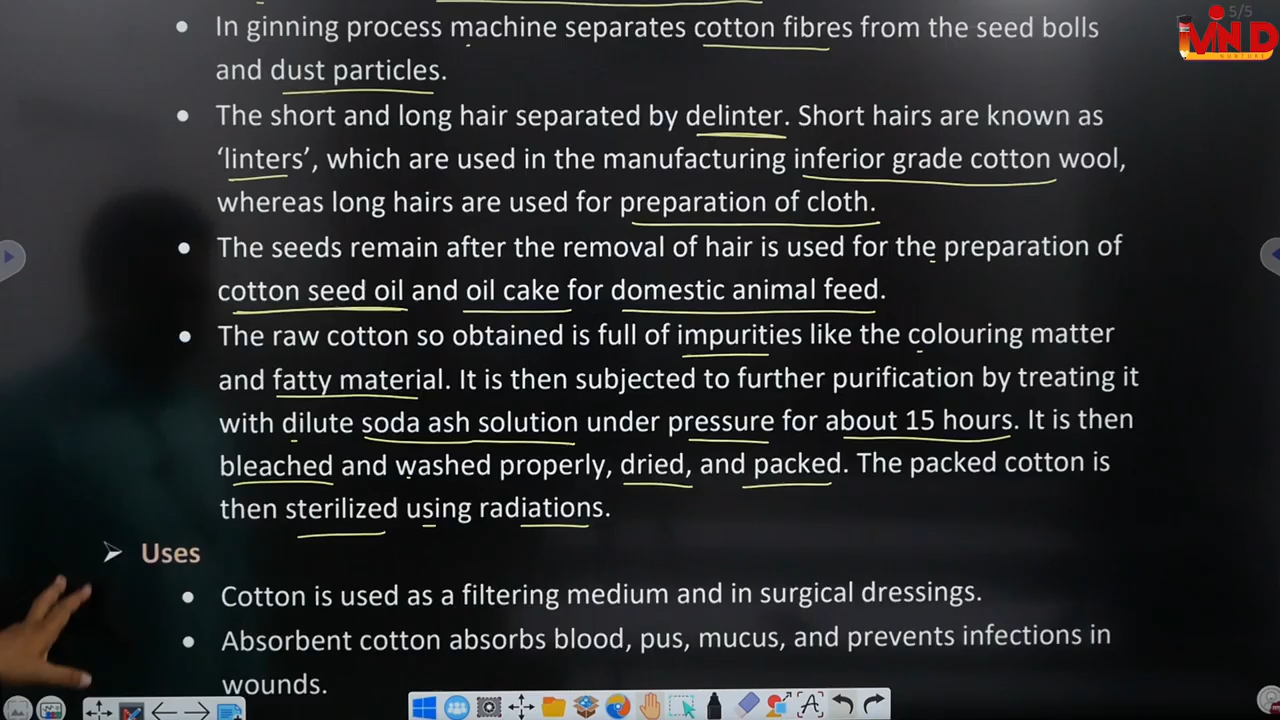 5/5
MIND
NURTURE
• In ginning process machine separates cotton fibres from the seed bolls
and dust particles.
• The short and long hair separated by delinter. Short hairs are known as
‘linters’, which are used in the manufacturing inferior grade cotton wool,
whereas long hairs are used for preparation of cloth.
• The seeds remain after the removal of hair is used for the preparation of
cotton seed oil and oil cake for domestic animal feed.
• The raw cotton so obtained is full of impurities like the colouring matter
and fatty material. It is then subjected to further purification by treating it
with dilute soda ash solution under pressure for about 15 hours. It is then
bleached and washed properly, dried, and packed. The packed cotton is
then sterilized using radiations.
➢ Uses
• Cotton is used as a filtering medium and in surgical dressings.
• Absorbent cotton absorbs blood, pus, mucus, and prevents infections in
wounds.